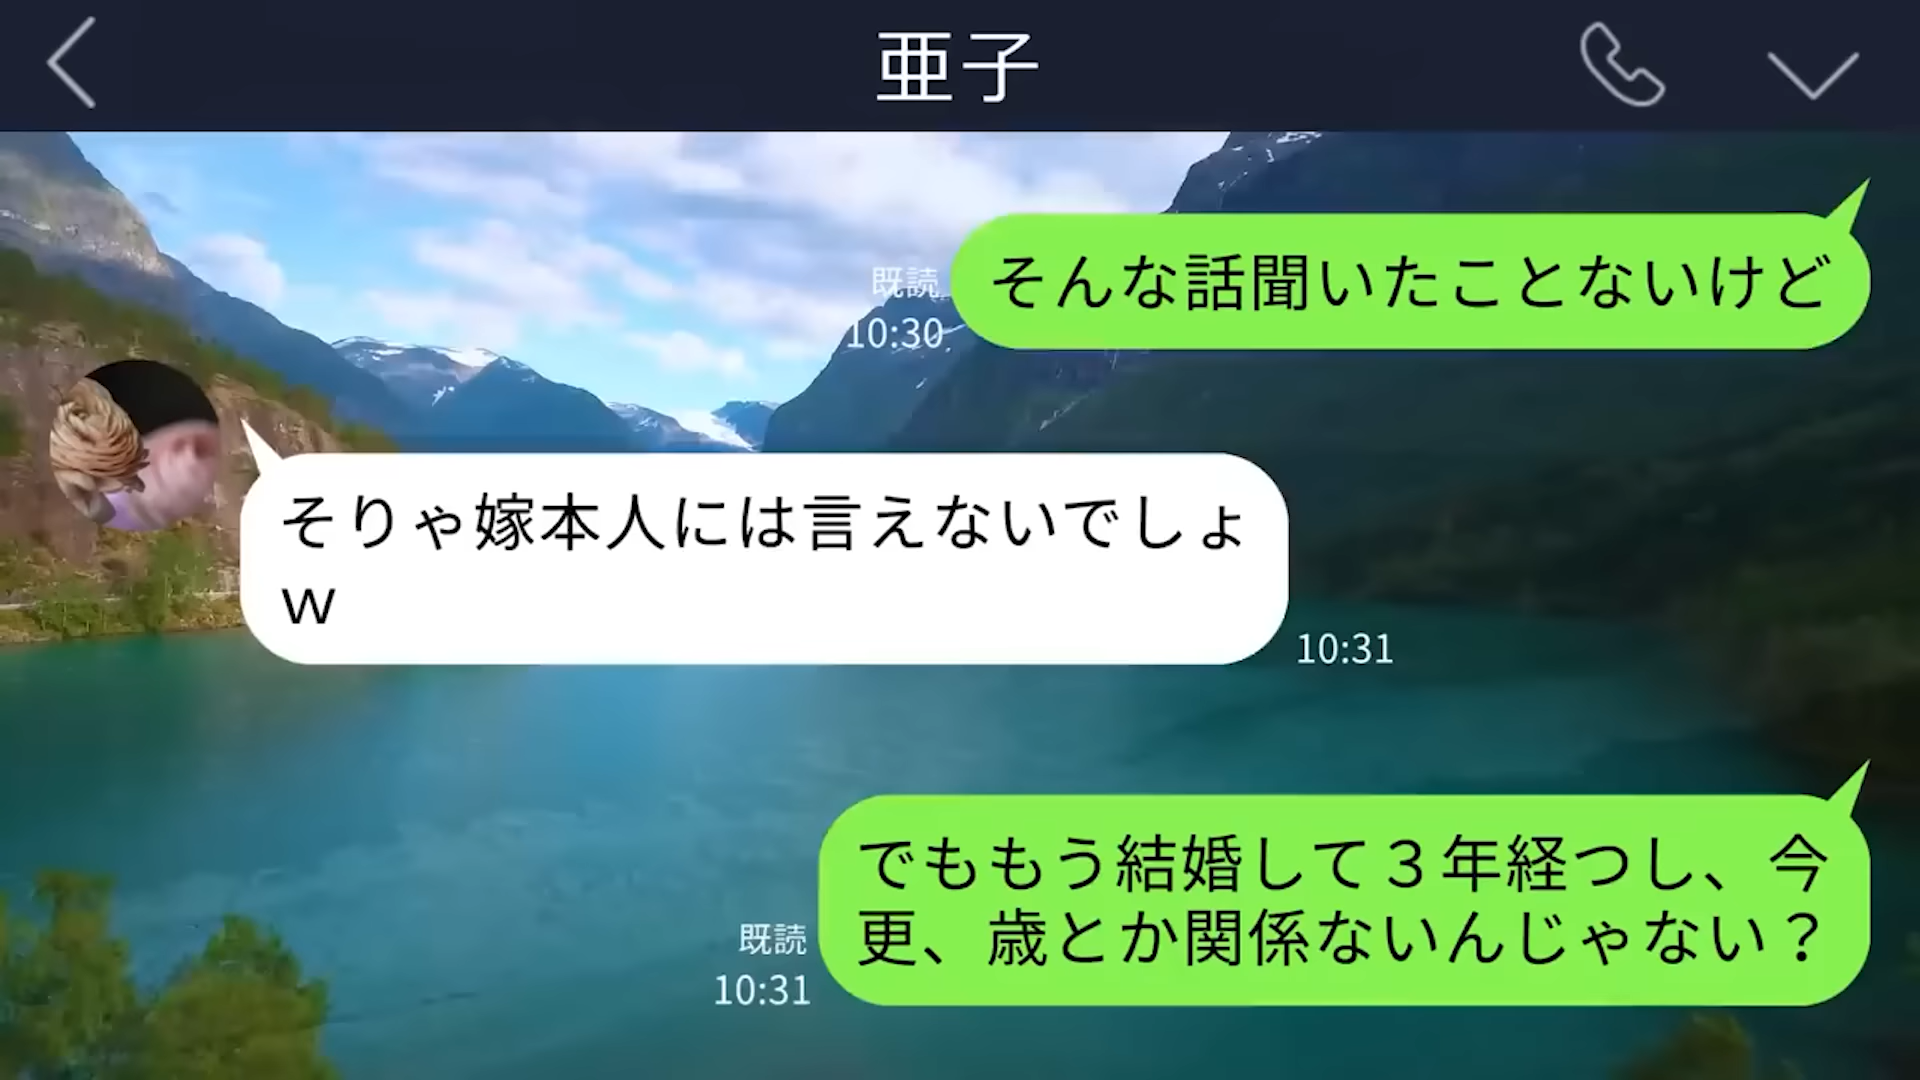 亜子
そんな話聞いたことないけど
既読
10:30
そりゃ嫁本人には言えないでしょ
w
10:31
でももう結婚して３年経つし、今
更、歳とか関係ないんじゃない？
既読
10:31